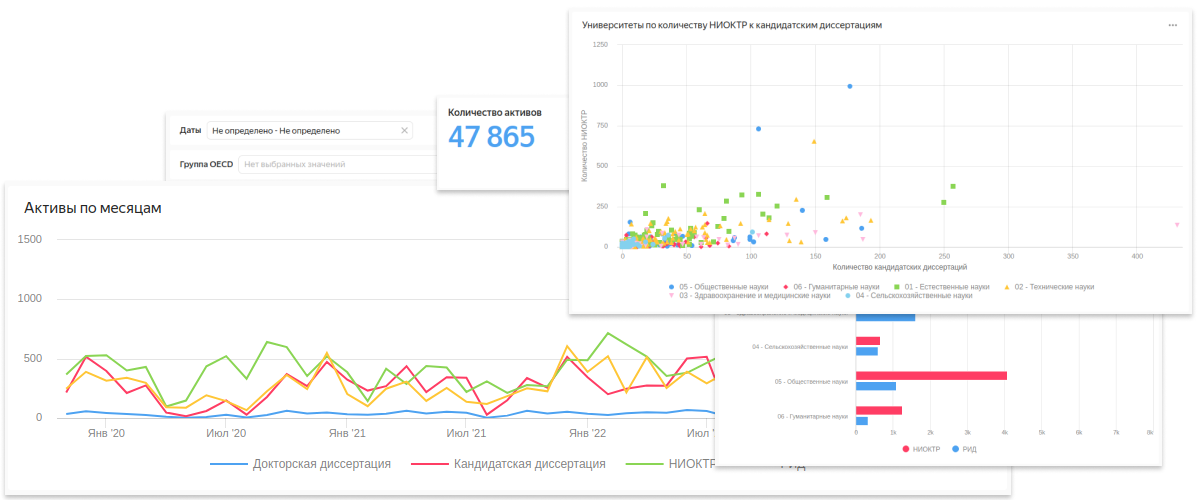 Университеты по количеству НИОКТР к кандидатским диссертациям
...
1250
1000
750
500
250
0
Количество НИОКТР
0 50 100 150 200 250 300 350 400
Количество кандидатских диссертаций
05 - Общественные науки 06 - Гуманитарные науки 01 - Естественные науки 02 - Технические науки
03 - Здравоохранение и медицинские науки 04 - Сельскохозяйственные науки
Количество активов
47 865
Даты Не определено - Не определено
Группа OECD Нет выбранных значений
Активы по месяцам
1500
1000
500
0
Янв '20 Июл '20 Янв '21 Июл '21 Янв '22 Июл '
Докторская диссертация Кандидатская диссертация НИОКТР РИД
04 - Сельскохозяйственные науки
05 - Общественные науки
06 - Гуманитарные науки
0 1k 2k 3k 4k 5k 6k 7k 8k
НИОКТР РИД